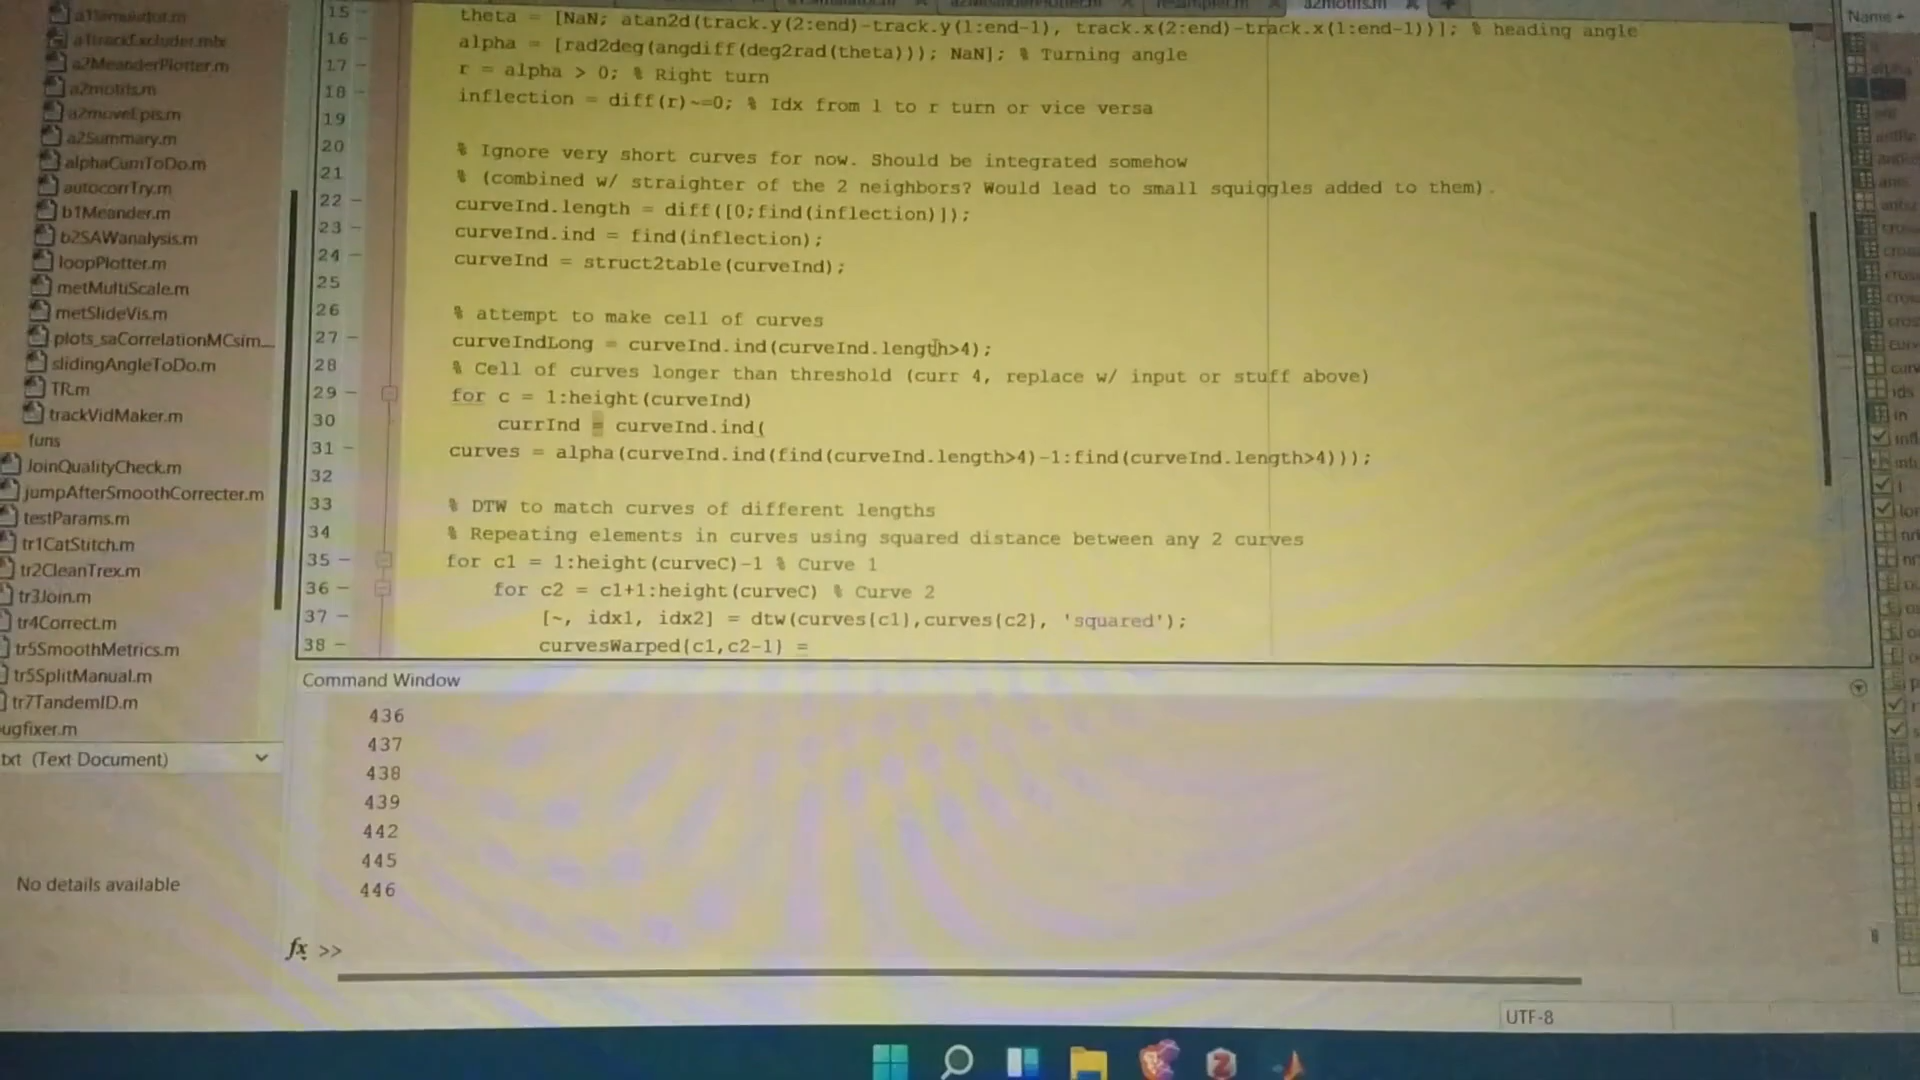 a2MeanderPlotter.m
a2motifs.m
a2moveEpis.m
a2Summary.m
alphaCumToDo.m
autocorrTry.m
b1Meander.m
b2SAWanalysis.m
loopPlotter.m
metMultiScale.m
metSlideVis.m
plots_saCorrelationMCsim...
slidingAngleToDo.m
TR.m
trackVidMaker.m
funs
JoinQualityCheck.m
jumpAfterSmoothCorrecter.m
testParams.m
tr1CatStitch.m
tr2CleanTrex.m
tr3Join.m
tr4Correct.m
tr5SmoothMetrics.m
tr5SplitManual.m
tr7TandemID.m
ugfixer.m
txt (Text Document)
No details available
a2motifs.m
15 theta = [NaN; atan2d(track.y(2:end)-track.y(1:end-1), track.x(2:end)-track.x(1:end-1))]; % heading angle
16 alpha = [rad2deg(angdiff(deg2rad(theta))); NaN]; % Turning angle
17 r = alpha > 0; % Right turn
18 inflection = diff(r)~=0; % Idx from l to r turn or vice versa
19
20 % Ignore very short curves for now. Should be integrated somehow
21 % (combined w/ straighter of the 2 neighbors? Would lead to small squiggles added to them).
22 curveInd.length = diff([0;find(inflection)]);
23 curveInd.ind = find(inflection);
24 curveInd = struct2table(curveInd);
25
26 % attempt to make cell of curves
27 curveIndLong = curveInd.ind(curveInd.length>4);
28 % Cell of curves longer than threshold (curr 4, replace w/ input or stuff above)
29 for c = 1:height(curveInd)
30 currInd = curveInd.ind(
31 curves = alpha(curveInd.ind(find(curveInd.length>4)-1:find(curveInd.length>4)));
32
33 % DTW to match curves of different lengths
34 % Repeating elements in curves using squared distance between any 2 curves
35 for c1 = 1:height(curveC)-1 % Curve 1
36 for c2 = c1+1:height(curveC) % Curve 2
37 [~, idx1, idx2] = dtw(curves{c1},curves{c2}, 'squared');
38 curvesWarped{c1,c2-1} =
Command Window
436
437
438
439
442
445
446
fx >>
Name
UTF-8